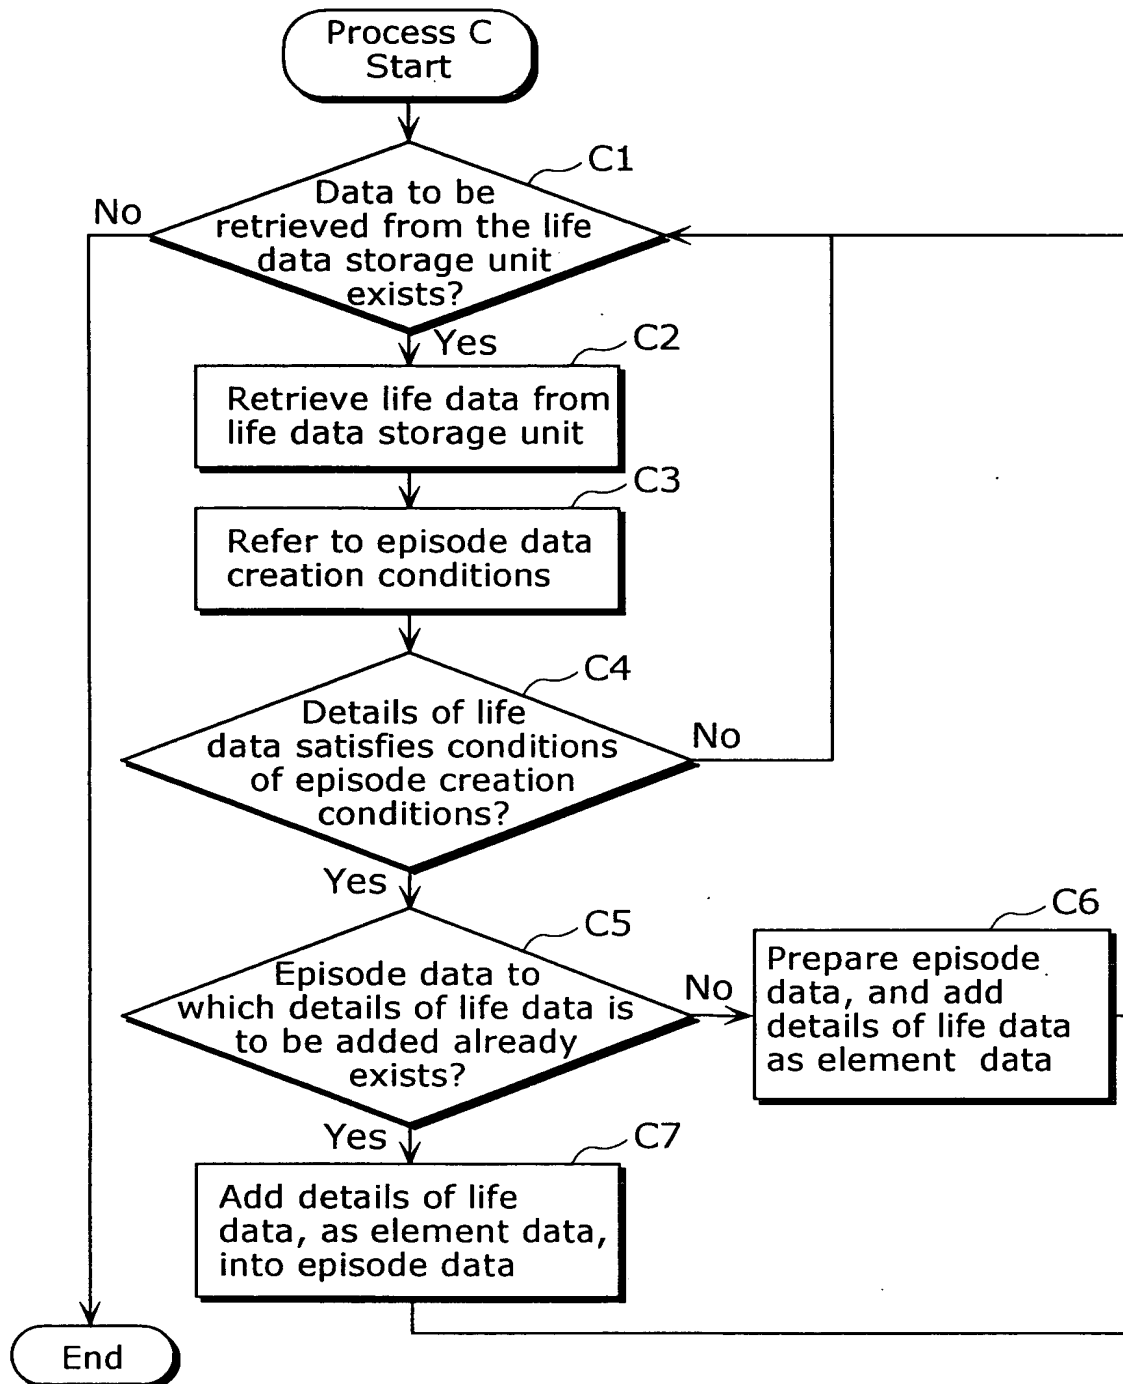 Process C
Start
C1
Data to be
retrieved from the life
data storage unit
exists?
No
Yes
C2
Retrieve life data from
life data storage unit
C3
Refer to episode data
creation conditions
C4
Details of life
data satisfies conditions
of episode creation
conditions?
No
Yes
C5
Episode data to
which details of life data is
to be added already
exists?
No
C6
Prepare episode
data, and add
details of life data
as element data
Yes
C7
Add details of life
data, as element data,
into episode data
End